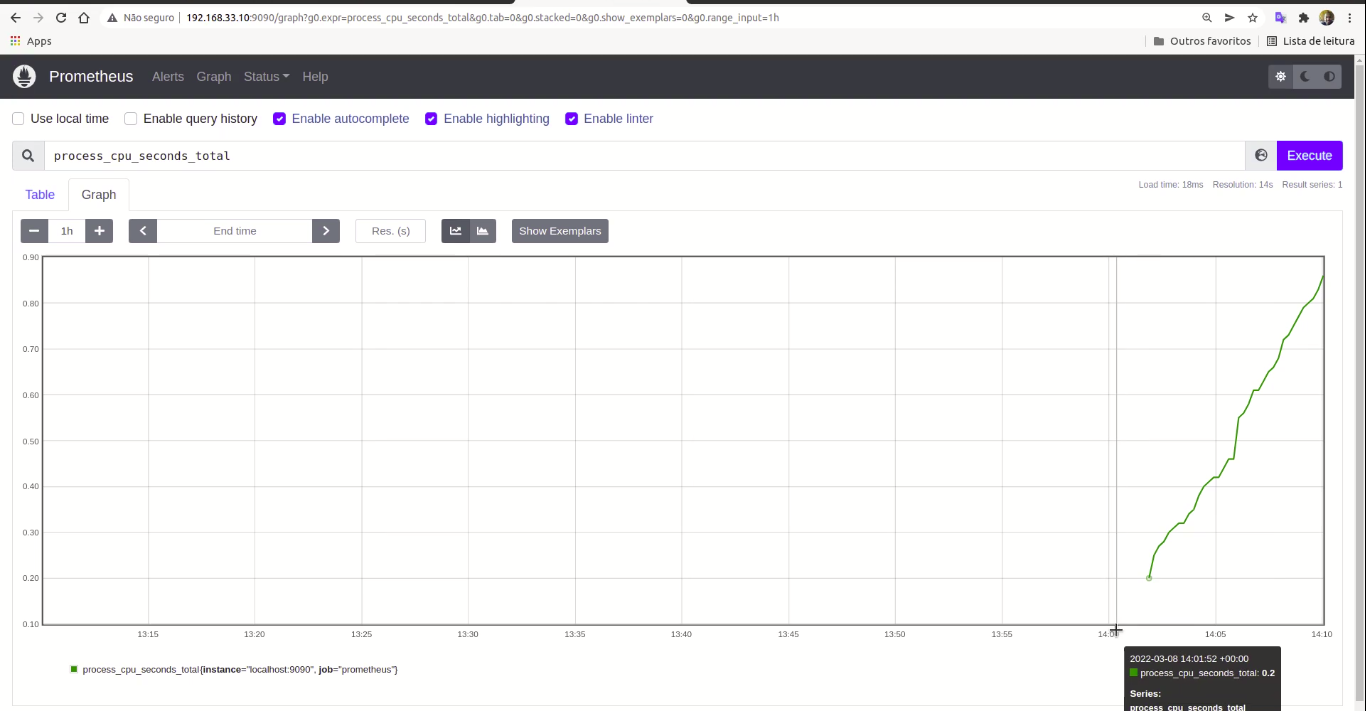 Não seguro | 192.168.33.10:9090/graph?g0.expr=process_cpu_seconds_total&g0.tab=0&g0.stacked=0&g0.show_exemplars=0&g0.range_input=1h
Apps Outros favoritos Lista de leitura
Prometheus Alerts Graph Status Help
Use local time Enable query history Enable autocomplete Enable highlighting Enable linter
process_cpu_seconds_total Execute
Load time: 18ms Resolution: 14s Result series: 1
Table Graph
1h End time Res. (s) Show Exemplars
0.90
0.80
0.70
0.60
0.50
0.40
0.30
0.20
0.10
13:15 13:20 13:25 13:30 13:35 13:40 13:45 13:50 13:55 14:00 14:05 14:10
process_cpu_seconds_total{instance="localhost:9090", job="prometheus"}
2022-03-08 14:01:52 +00:00
process_cpu_seconds_total: 0.2
Series:
process_cpu_seconds_total